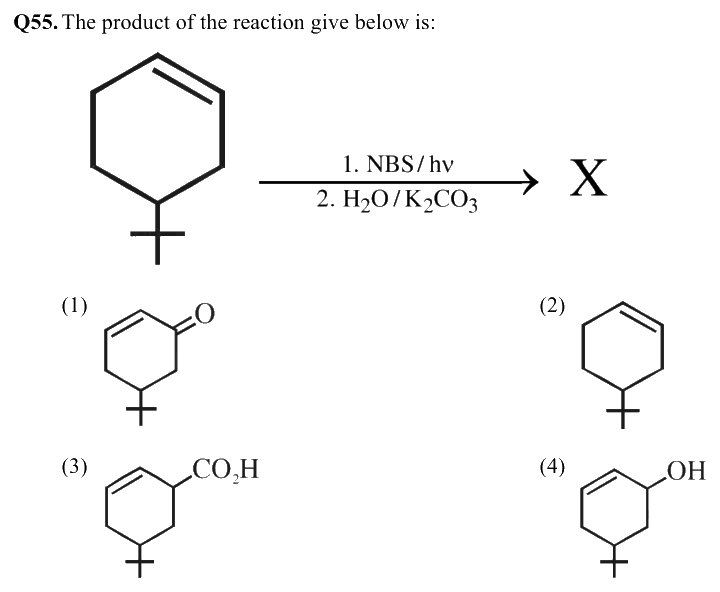 Q55. The product of the reaction give below is:
1. NBS/hν
2. H₂O/K₂CO₃
X
(1)
O
(2)
(3)
CO₂H
(4)
OH